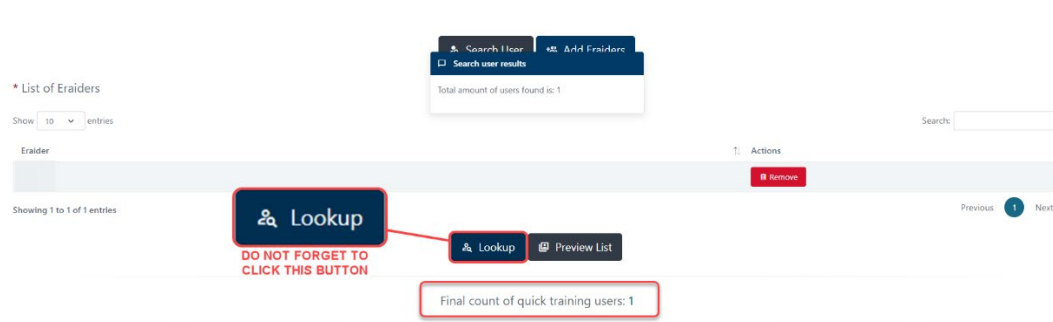 Search User
Add Eraiders
Search user results
Total amount of users found is: 1
* List of Eraiders
Show 10 entries
Search:
Eraider
Actions
Remove
Showing 1 to 1 of 1 entries
Previous 1 Next
Lookup
DO NOT FORGET TO
CLICK THIS BUTTON
Lookup
Preview List
Final count of quick training users: 1